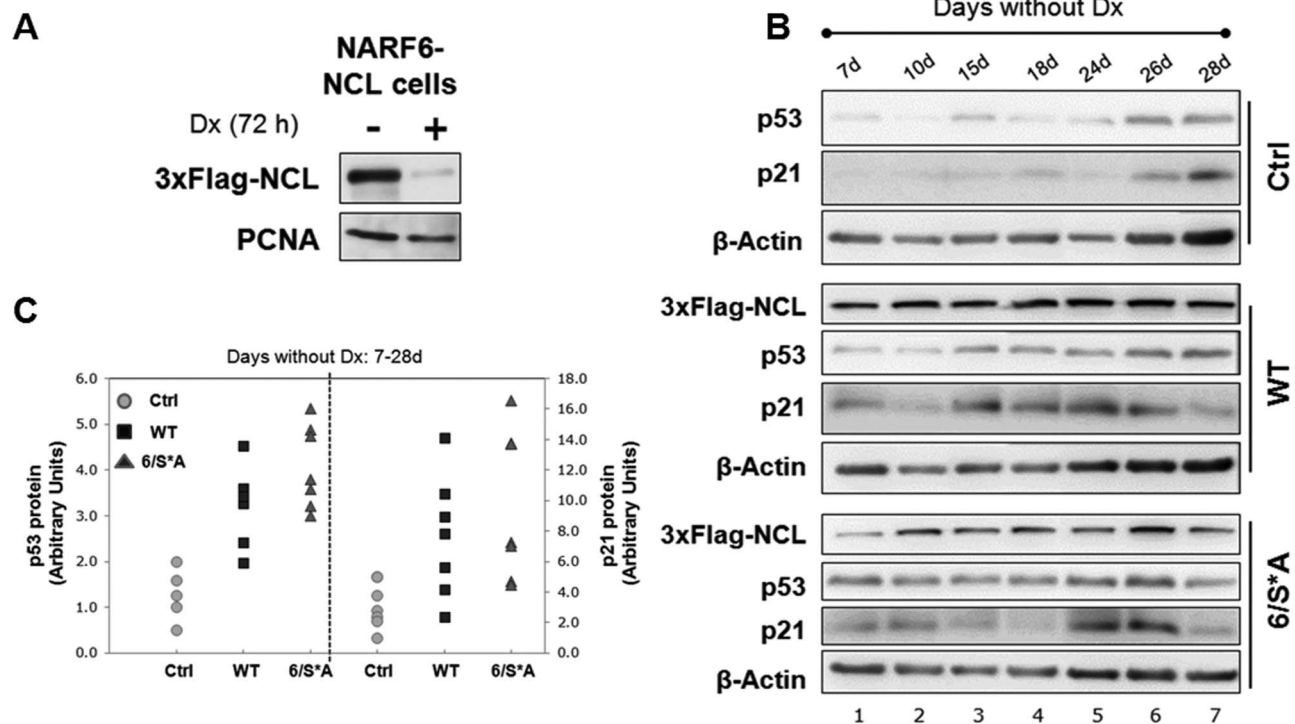 A
NARF6-
NCL cells
Dx (72 h) - +
3xFlag-NCL
PCNA
B
Days without Dx
7d 10d 15d 18d 24d 26d 28d
p53
p21
β-Actin
Ctrl
3xFlag-NCL
p53
p21
β-Actin
WT
3xFlag-NCL
p53
p21
β-Actin
6/S*A
1 2 3 4 5 6 7
C
Days without Dx: 7-28d
p53 protein
(Arbitrary Units)
6.0
5.0
4.0
3.0
2.0
1.0
0.0
Ctrl
WT
6/S*A
18.0
16.0
14.0
12.0
10.0
8.0
6.0
4.0
2.0
0.0
p21 protein
(Arbitrary Units)
Ctrl WT 6/S*A Ctrl WT 6/S*A